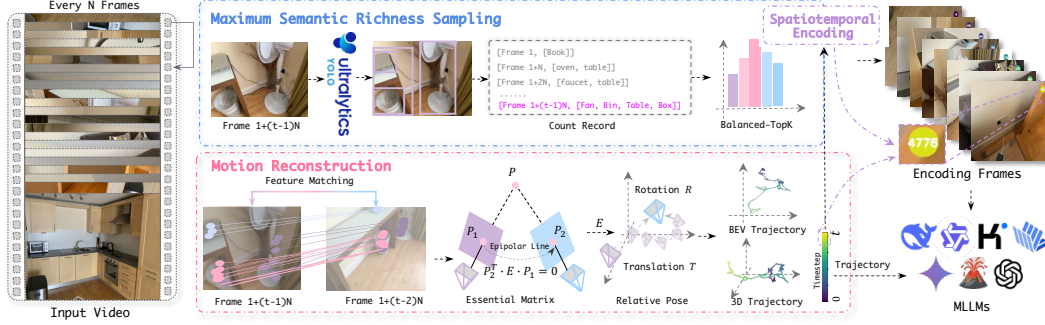 Every N Frames
Input Video
Maximum Semantic Richness Sampling
Frame 1+(t-1)N
ultralytics
YOLO
[Frame 1, [Book]]
[Frame 1+N, [oven, table]]
[Frame 1+2N, [faucet, table]]
......
[Frame 1+(t-1)N, [Fan, Bin, Table, Box]]
Count Record
Balanced-TopK
Spatiotemporal
Encoding
4776
Encoding Frames
Motion Reconstruction
Feature Matching
Frame 1+(t-1)N
Frame 1+(t-2)N
P
P₁
P₂
Epipolar Line
P₂ᵀ · E · P₁ = 0
Essential Matrix
E
Rotation R
Translation T
Relative Pose
BEV Trajectory
3D Trajectory
t
Timestep
0
Trajectory
MLLMs